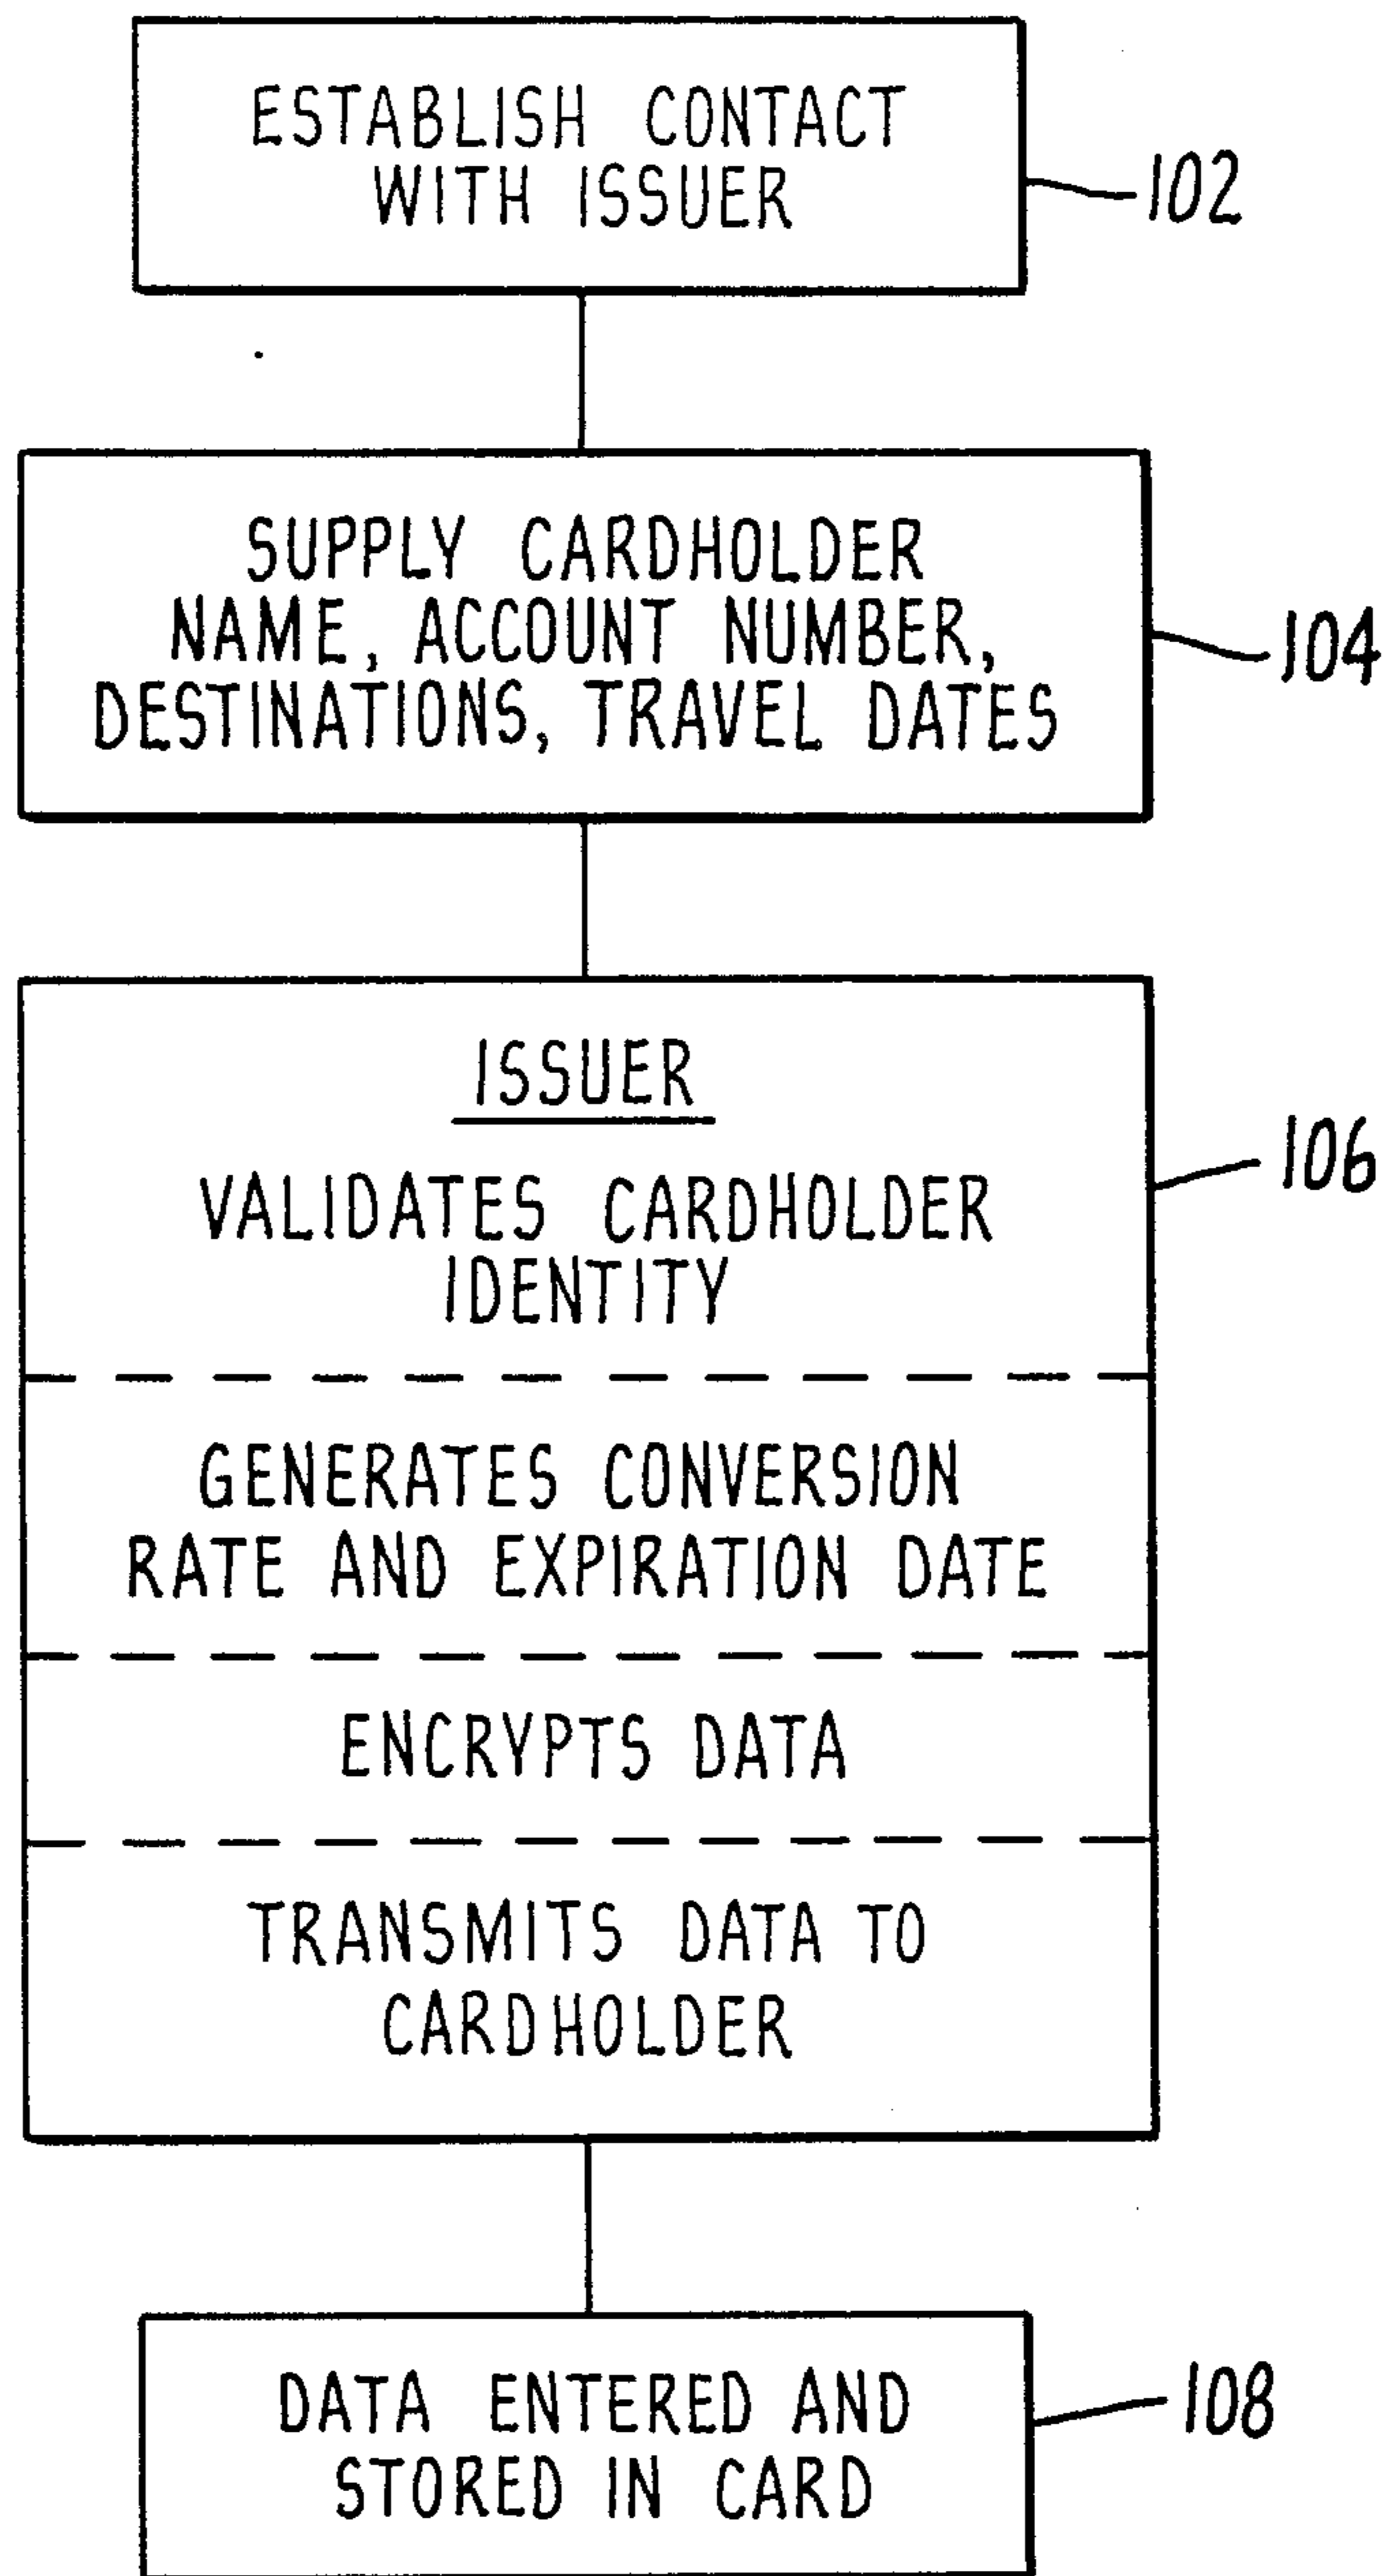 ESTABLISH CONTACT
WITH ISSUER
102
SUPPLY CARDHOLDER
NAME, ACCOUNT NUMBER,
DESTINATIONS, TRAVEL DATES
104
ISSUER
VALIDATES CARDHOLDER
IDENTITY
106
GENERATES CONVERSION
RATE AND EXPIRATION DATE
ENCRYPTS DATA
TRANSMITS DATA TO
CARDHOLDER
DATA ENTERED AND
STORED IN CARD
108